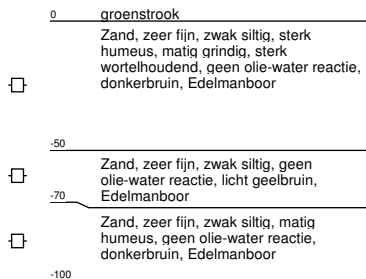 0 groenstrook
Zand, zeer fijn, zwak siltig, sterk
humeus, matig grindig, sterk
wortelhoudend, geen olie-water reactie,
donkerbruin, Edelmanboor
-50
Zand, zeer fijn, zwak siltig, geen
olie-water reactie, licht geelbruin,
-70 Edelmanboor
Zand, zeer fijn, zwak siltig, matig
humeus, geen olie-water reactie,
donkerbruin, Edelmanboor
-100